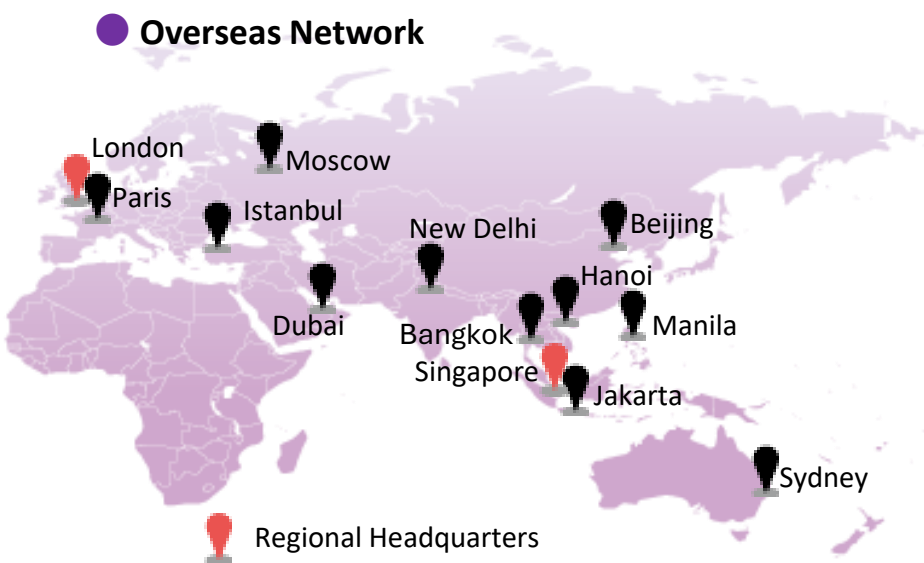 Overseas Network
London
Moscow
Paris
Istanbul
New Delhi
Beijing
Hanoi
Dubai
Bangkok
Manila
Singapore
Jakarta
Sydney
Regional Headquarters